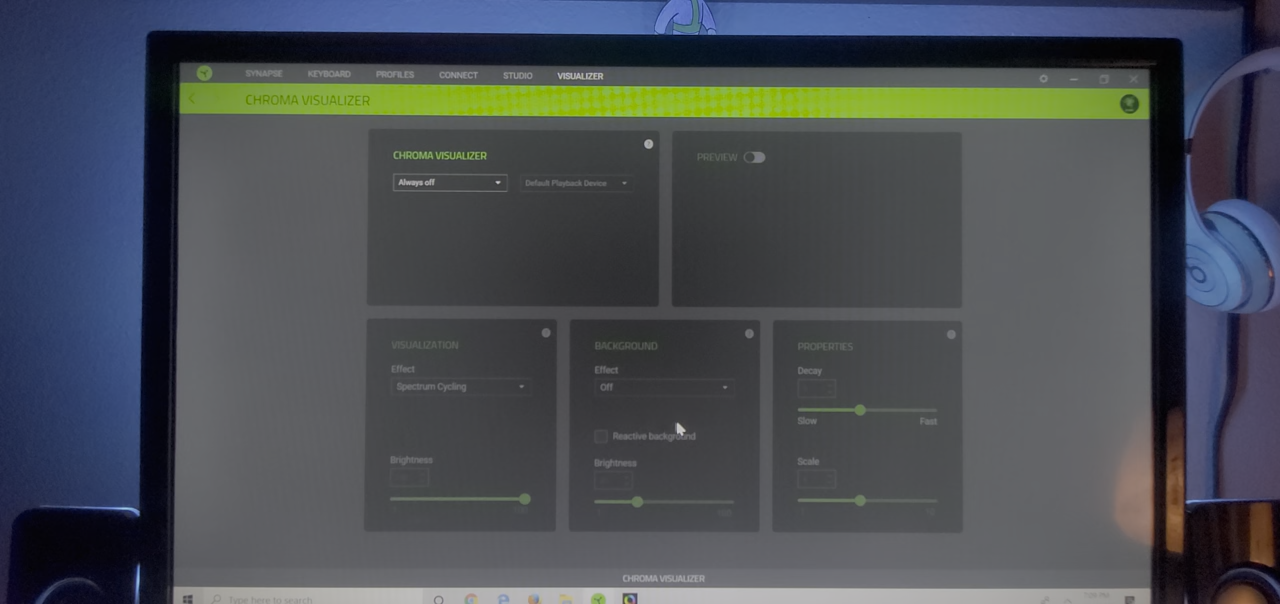 SYNAPSE KEYBOARD PROFILES CONNECT STUDIO VISUALIZER
CHROMA VISUALIZER
CHROMA VISUALIZER
Always off
Default Playback Device
PREVIEW
VISUALIZATION
Effect
Spectrum Cycling
Brightness
BACKGROUND
Effect
Off
Reactive background
Brightness
PROPERTIES
Decay
Slow Fast
Scale
CHROMA VISUALIZER
Type here to search